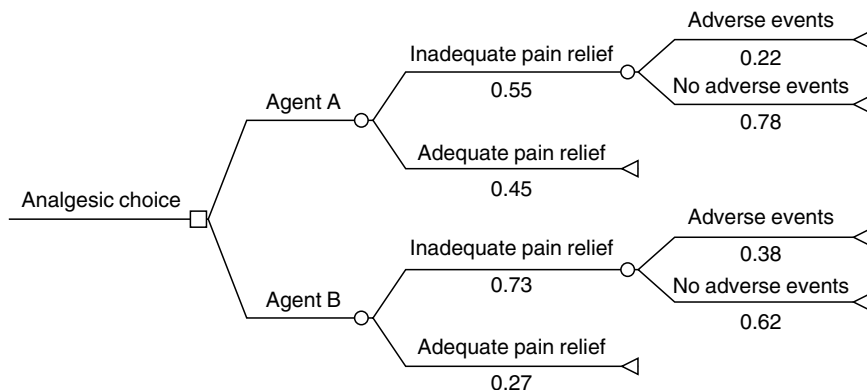 Adverse events
0.22
Inadequate pain relief
0.55
No adverse events
0.78
Agent A
Adequate pain relief
0.45
Analgesic choice
Adverse events
0.38
Inadequate pain relief
0.73
No adverse events
0.62
Agent B
Adequate pain relief
0.27